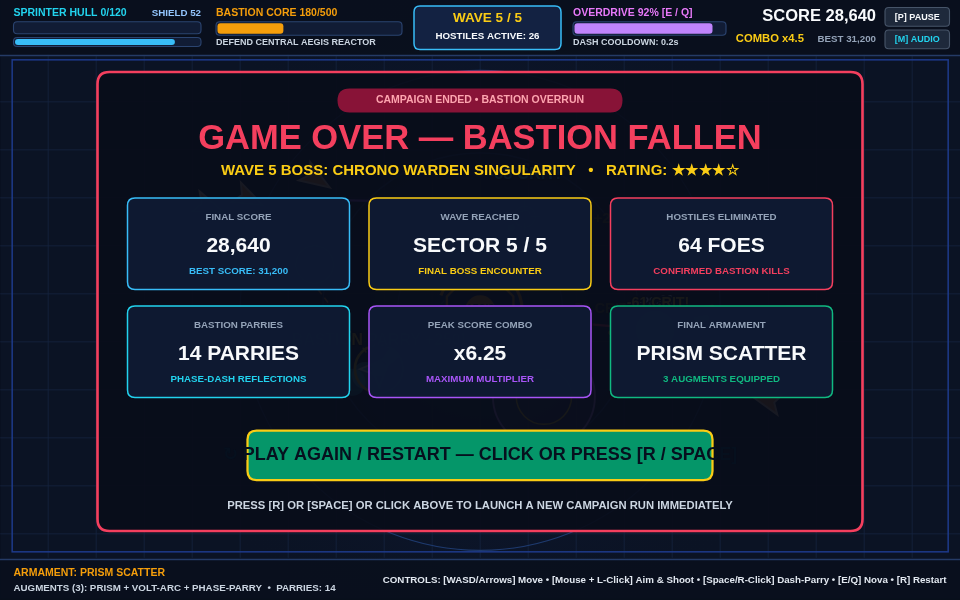 SPRINTER HULL 0/120
SHIELD 52
BASTION CORE 180/500
DEFEND CENTRAL AEGIS REACTOR
WAVE 5 / 5
HOSTILES ACTIVE: 26
OVERDRIVE 92% [E / Q]
DASH COOLDOWN: 0.2s
SCORE 28,640
COMBO x4.5
BEST 31,200
[P] PAUSE
[M] AUDIO
CAMPAIGN ENDED • BASTION OVERRUN
GAME OVER — BASTION FALLEN
WAVE 5 BOSS: CHRONO WARDEN SINGULARITY • RATING: ★★★★☆
FINAL SCORE
28,640
BEST SCORE: 31,200
WAVE REACHED
SECTOR 5 / 5
FINAL BOSS ENCOUNTER
HOSTILES ELIMINATED
64 FOES
CONFIRMED BASTION KILLS
BASTION PARRIES
14 PARRIES
PHASE-DASH REFLECTIONS
PEAK SCORE COMBO
x6.25
MAXIMUM MULTIPLIER
FINAL ARMAMENT
PRISM SCATTER
3 AUGMENTS EQUIPPED
PLAY AGAIN / RESTART — CLICK OR PRESS [R / SPAC
PRESS [R] OR [SPACE] OR CLICK ABOVE TO LAUNCH A NEW CAMPAIGN RUN IMMEDIATELY
ARMAMENT: PRISM SCATTER
AUGMENTS (3): PRISM + VOLT-ARC + PHASE-PARRY • PARRIES: 14
CONTROLS: [WASD/Arrows] Move • [Mouse + L-Click] Aim & Shoot • [Space/R-Click] Dash-Parry • [E/Q] Nova • [R] Restart